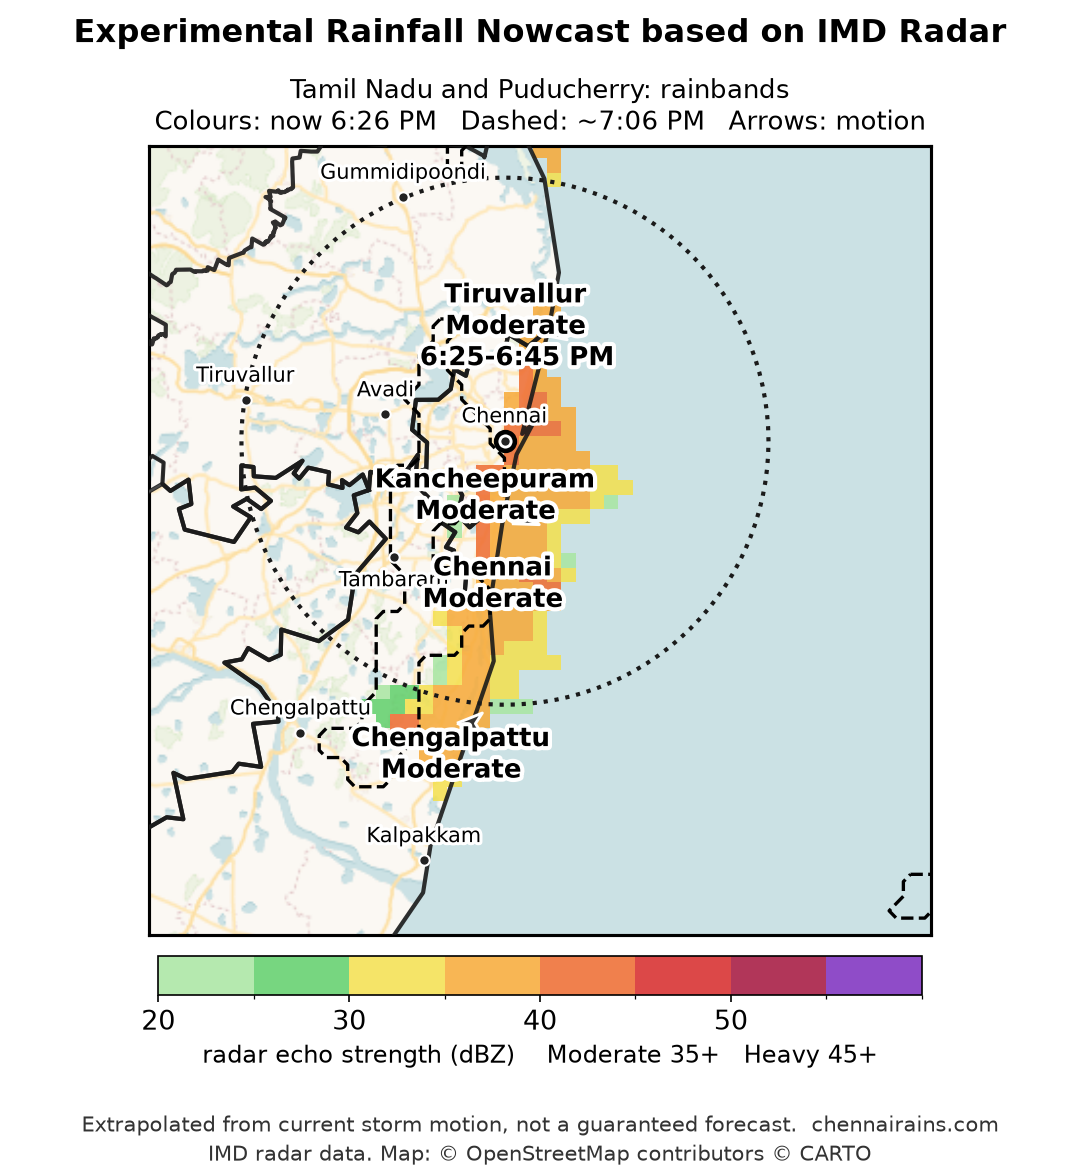 Experimental Rainfall Nowcast based on IMD Radar
Tamil Nadu and Puducherry: rainbands
Colours: now 6:26 PM   Dashed: ~7:06 PM   Arrows: motion
Gummidipoondi
Tiruvallur
Moderate
6:25-6:45 PM
Tiruvallur
Avadi
Chennai
Kancheepuram
Moderate
Chennai
Moderate
Tambaram
Chengalpattu
Chengalpattu
Moderate
Kalpakkam
20 30 40 50
radar echo strength (dBZ)    Moderate 35+   Heavy 45+
Extrapolated from current storm motion, not a guaranteed forecast.  chennairains.com
IMD radar data. Map: © OpenStreetMap contributors © CARTO